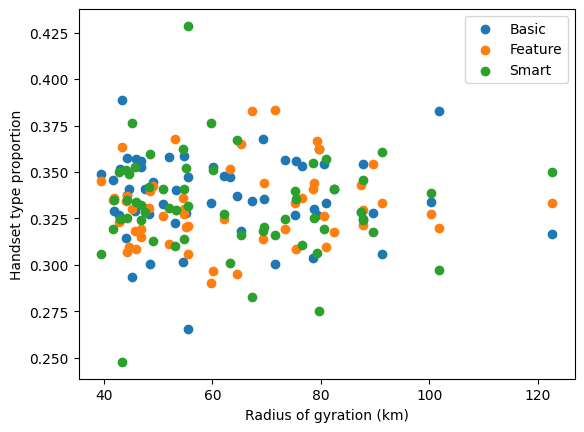 Basic
Feature
Smart
0.425
0.400
0.375
0.350
0.325
0.300
0.275
0.250
Handset type proportion
40
60
80
100
120
Radius of gyration (km)